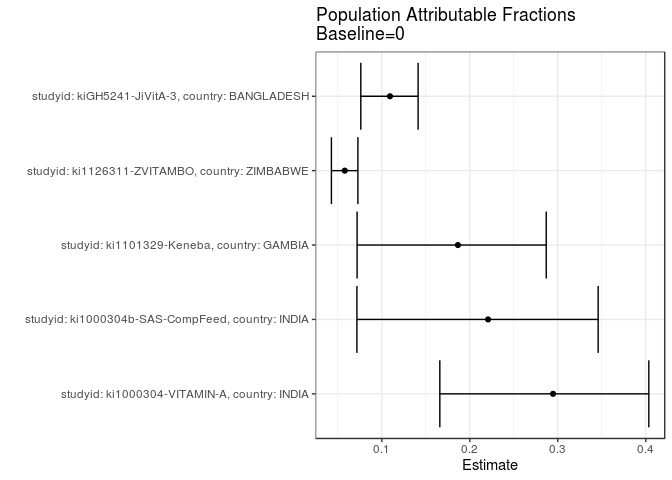 Population Attributable Fractions
Baseline=0
studyid: kiGH5241-JiVitA-3, country: BANGLADESH
studyid: ki1126311-ZVITAMBO, country: ZIMBABWE
studyid: ki1101329-Keneba, country: GAMBIA
studyid: ki1000304b-SAS-CompFeed, country: INDIA
studyid: ki1000304-VITAMIN-A, country: INDIA
0.1 0.2 0.3 0.4
Estimate